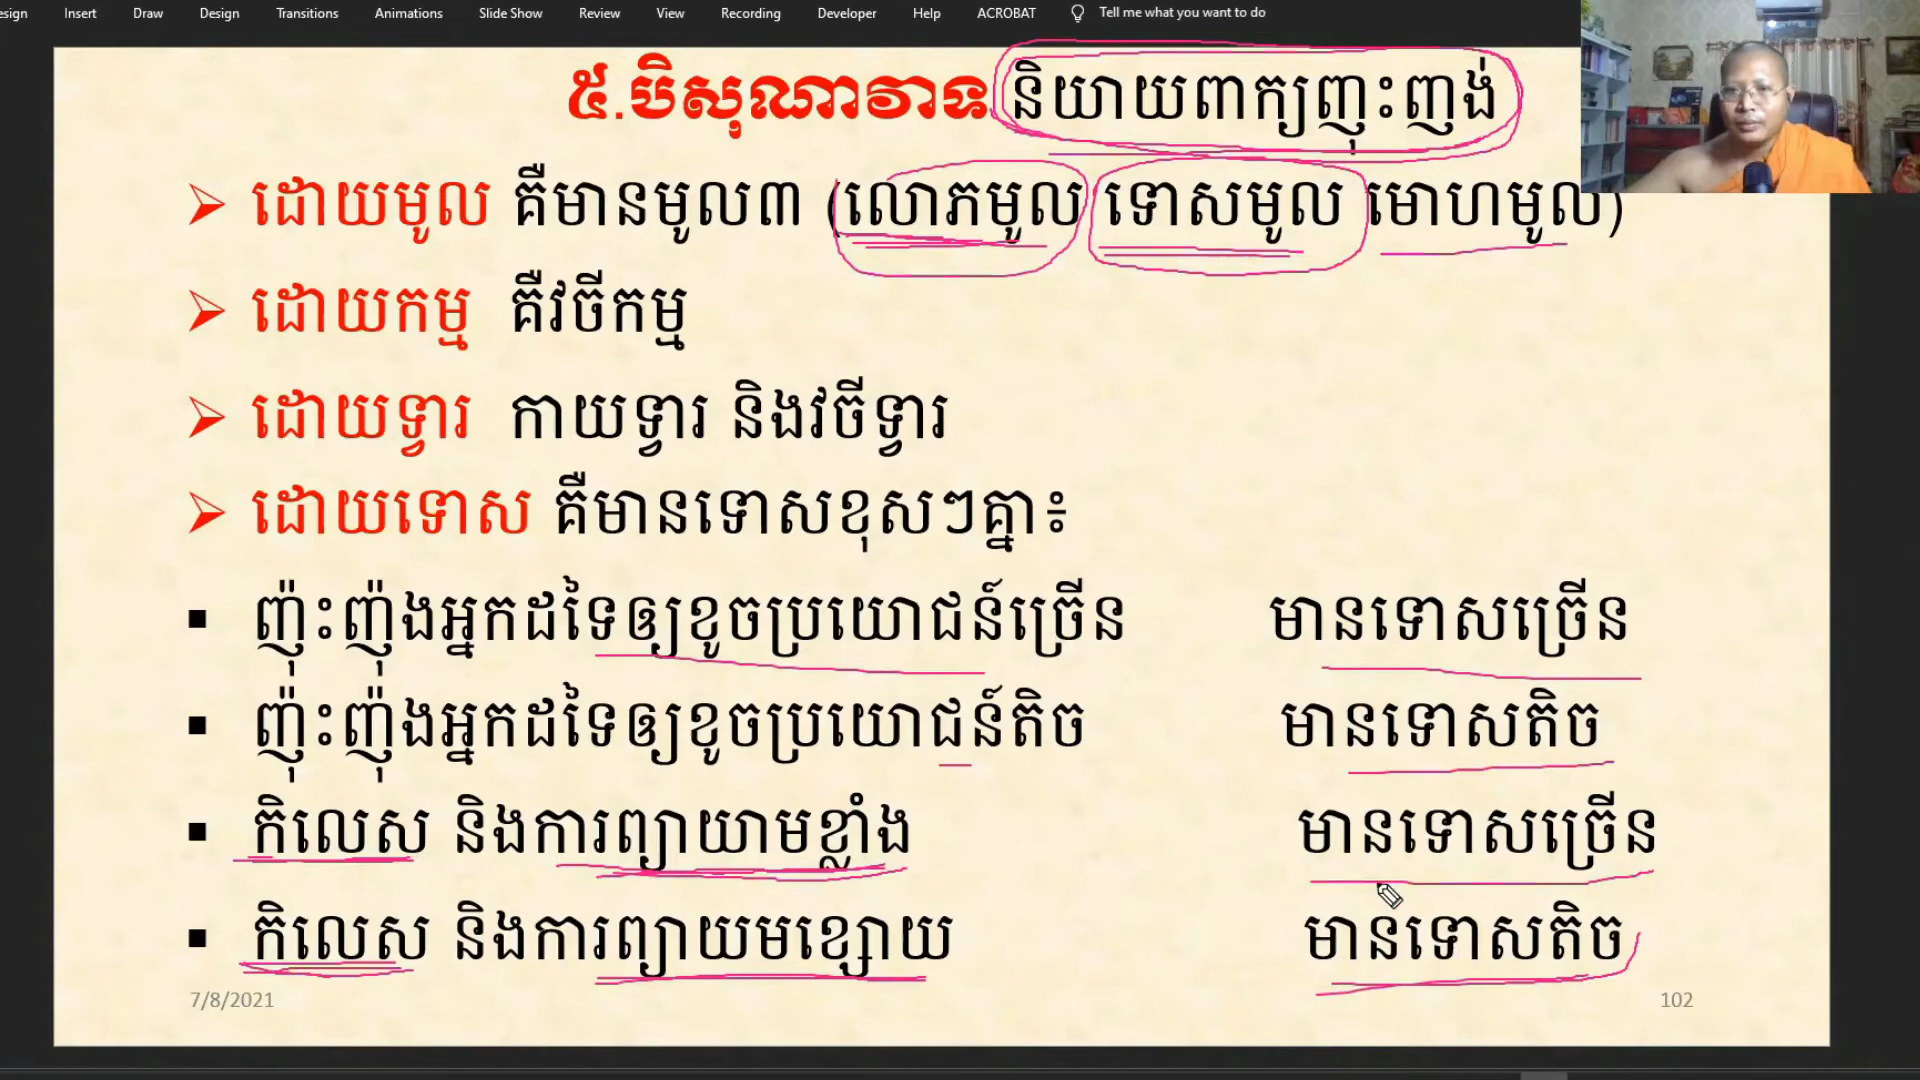 esign Insert Draw Design Transitions Animations Slide Show Review View Recording Developer Help ACROBAT Tell me what you want to do
៥.បិសុណាវាទ និយាយពាក្យញុះញង់
ដោយមូល គឺមានមូល៣ (លោភមូល ទោសមូល មោហមូល)
ដោយកម្ម គឺវចីកម្ម
ដោយទ្វារ កាយទ្វារ និងវចីទ្វារ
ដោយទោស គឺមានទោសខុសៗគ្នា៖
ញ៉ុះញ៉ុងអ្នកដទៃឲ្យខូចប្រយោជន៍ច្រើន មានទោសច្រើន
ញ៉ុះញ៉ុងអ្នកដទៃឲ្យខូចប្រយោជន៍តិច មានទោសតិច
កិលេស និងការព្យាយាមខ្លាំង មានទោសច្រើន
កិលេស និងការព្យាយមខ្សោយ មានទោសតិច
7/8/2021 102